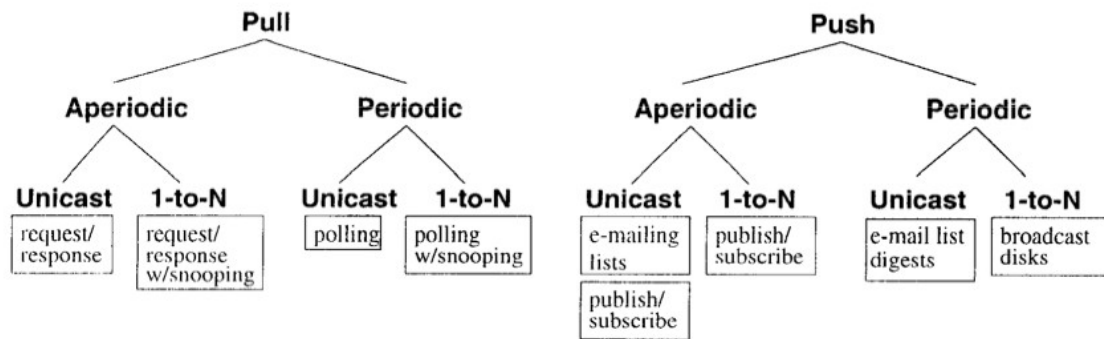 Pull
Push
Aperiodic
Periodic
Aperiodic
Periodic
Unicast
1-to-N
Unicast
1-to-N
Unicast
1-to-N
Unicast
1-to-N
request/
response
request/
response
w/snooping
polling
polling
w/snooping
e-mailing
lists
publish/
subscribe
publish/
subscribe
e-mail list
digests
broadcast
disks